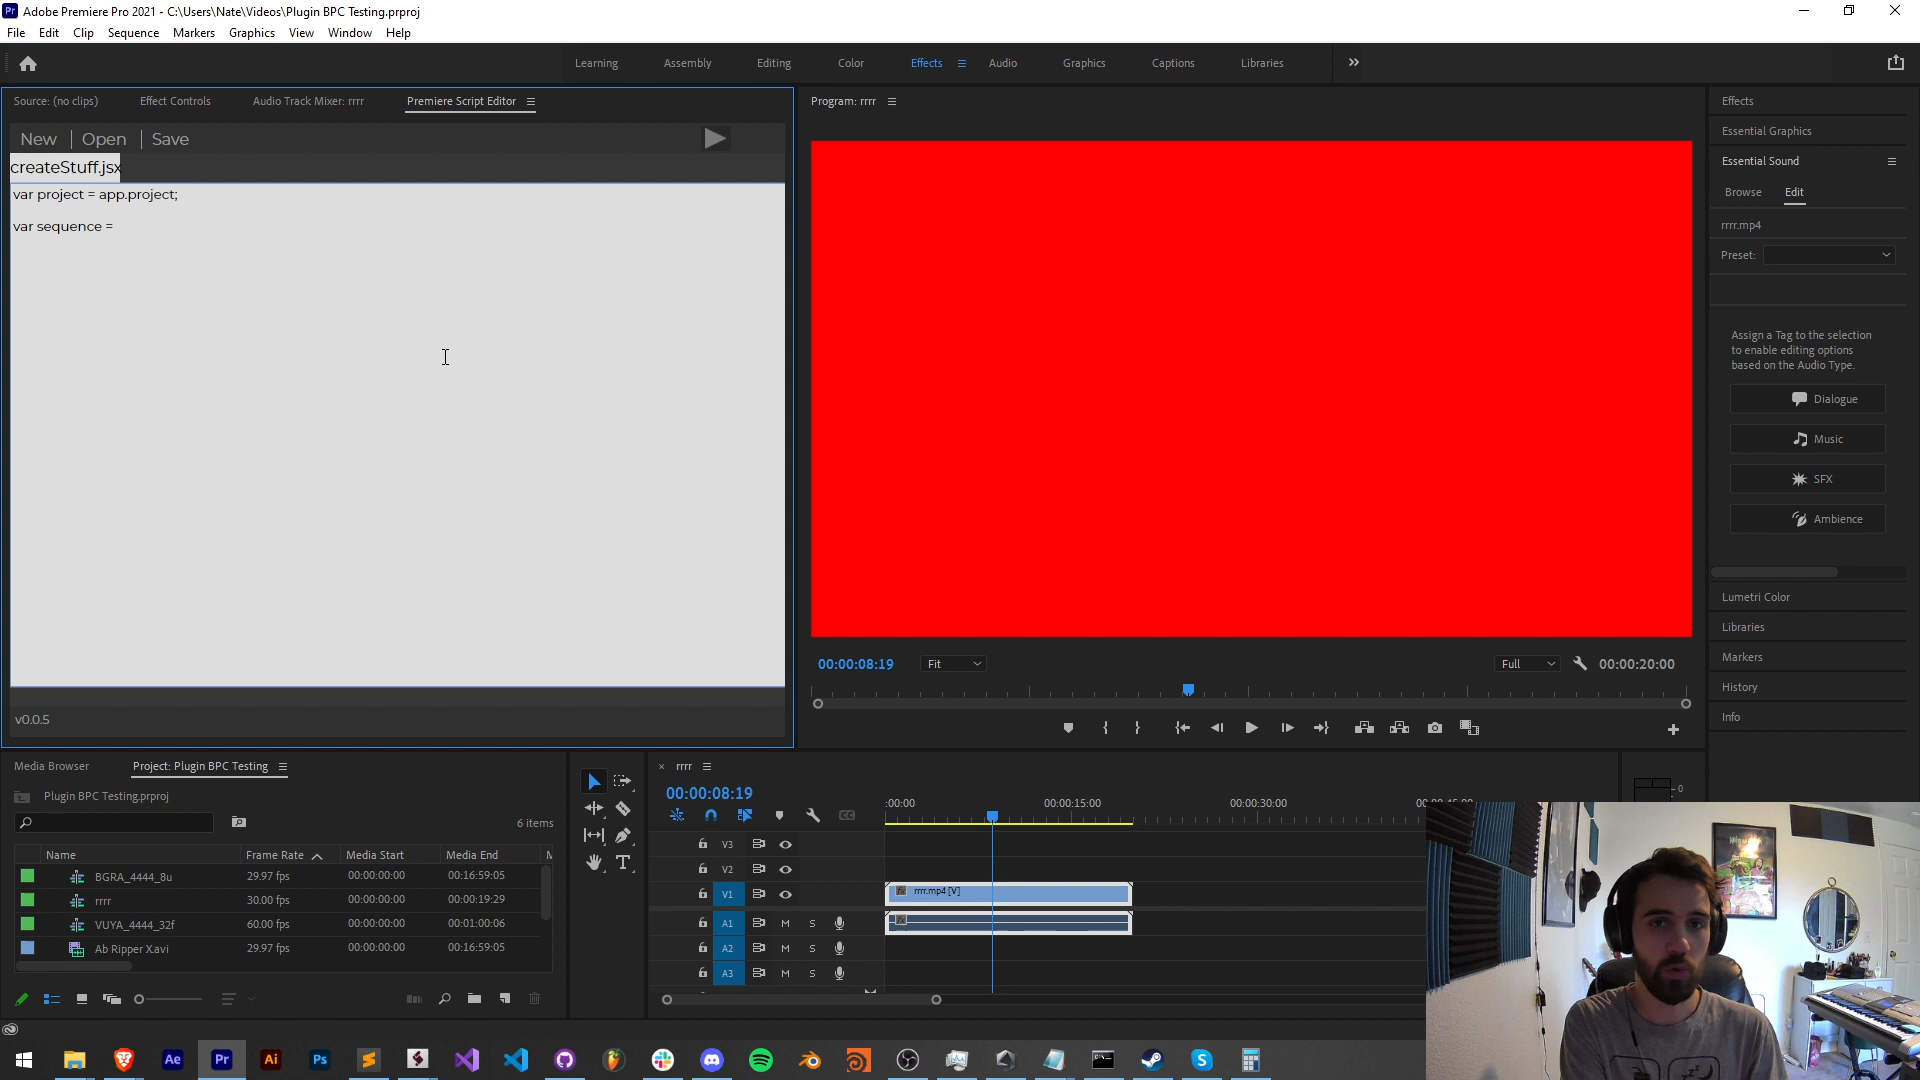 Adobe Premiere Pro 2021 - C:\Users\Nate\Videos\Plugin BPC Testing.prproj
File Edit Clip Sequence Markers Graphics View Window Help
Learning Assembly Editing Color Effects Audio Graphics Captions Libraries
Source: (no clips) Effect Controls Audio Track Mixer: rrrr Premiere Script Editor
New Open Save
createStuff.jsx
var project = app.project;
var sequence =
v0.0.5
Program: rrrr
00:00:08:19 Fit Full 00:00:20:00
Effects
Essential Graphics
Essential Sound
Browse Edit
rrrr.mp4
Preset:
Assign a Tag to the selection
to enable editing options
based on the Audio Type.
Dialogue
Music
SFX
Ambience
Lumetri Color
Libraries
Markers
History
Info
Media Browser Project: Plugin BPC Testing
Plugin BPC Testing.prproj
6 items
Name Frame Rate Media Start Media End
BGRA_4444_8u 29.97 fps 00:00:00:00 00:16:59:05
rrrr 30.00 fps 00:00:00:00 00:00:19:29
VUYA_4444_32f 60.00 fps 00:00:00:00 00:01:00:06
Ab Ripper X.avi 29.97 fps 00:00:00:00 00:16:59:05
rrrr
00:00:08:19
:00:00 00:00:15:00 00:00:30:00
V3
V2
V1 rrrr.mp4 [V]
A1 M S
A2 M S
A3 M S
0
Ae Pr Ai Ps